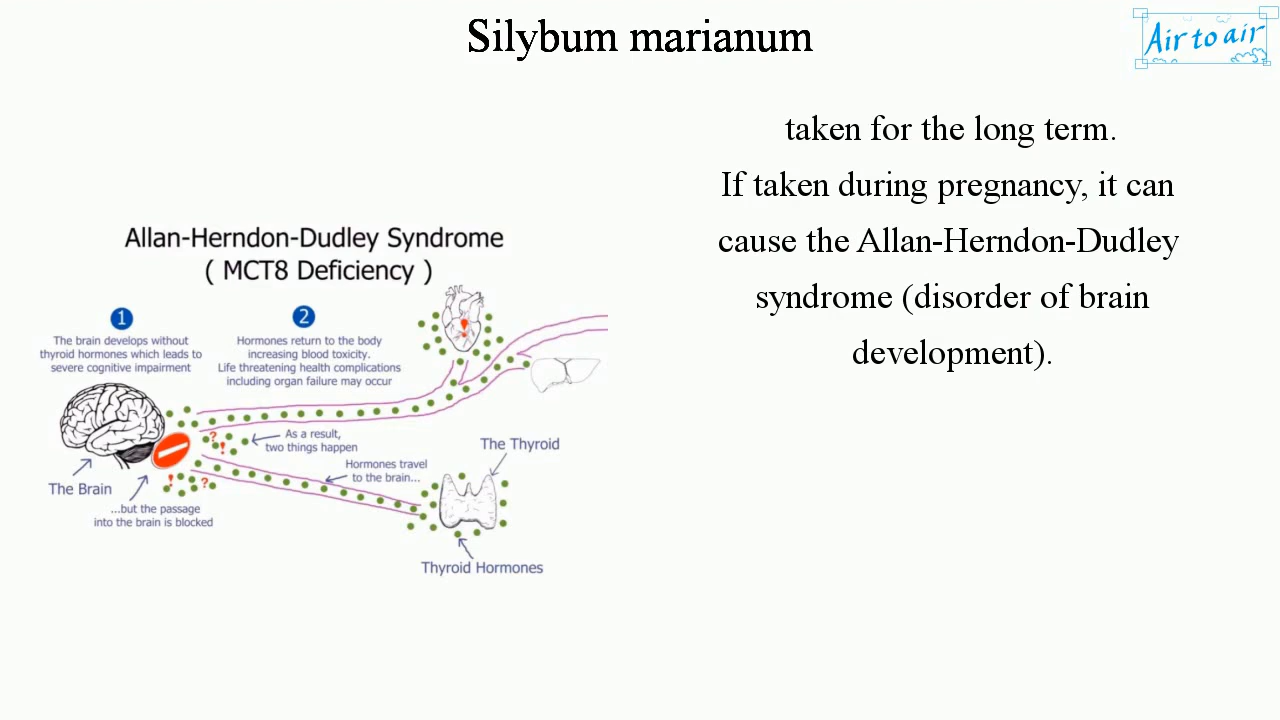 Silybum marianum
Air to air
taken for the long term.
If taken during pregnancy, it can
cause the Allan-Herndon-Dudley
syndrome (disorder of brain
development).
Allan-Herndon-Dudley Syndrome
( MCT8 Deficiency )
1
The brain develops without
thyroid hormones which leads to
severe cognitive impairment
2
Hormones return to the body
increasing blood toxicity.
Life threatening health complications
including organ failure may occur
As a result,
two things happen
? !
The Thyroid
Hormones travel
to the brain...
The Brain
! ?
...but the passage
into the brain is blocked
Thyroid Hormones